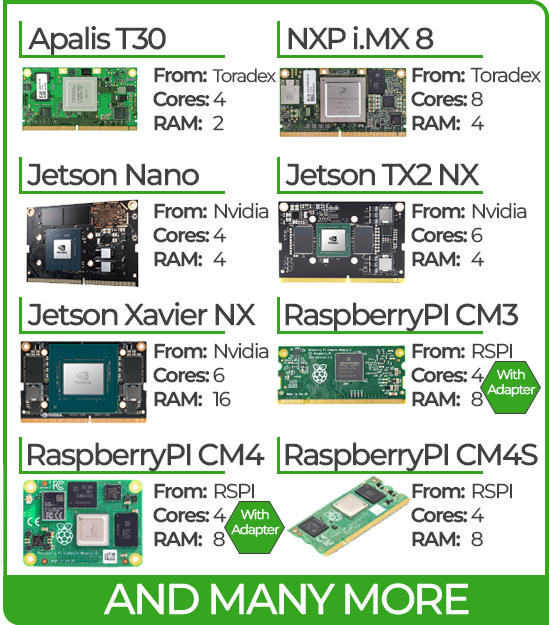 Apalis T30
From: Toradex
Cores: 4
RAM: 2
NXP i.MX 8
From: Toradex
Cores: 8
RAM: 4
Jetson Nano
From: Nvidia
Cores: 4
RAM: 4
Jetson TX2 NX
From: Nvidia
Cores: 6
RAM: 4
Jetson Xavier NX
From: Nvidia
Cores: 6
RAM: 16
RaspberryPI CM3
From: RSPI
Cores: 4
RAM: 8
With
Adapter
RaspberryPI CM4
From: RSPI
Cores: 4
RAM: 8
With
Adapter
RaspberryPI CM4S
From: RSPI
Cores: 4
RAM: 8
AND MANY MORE